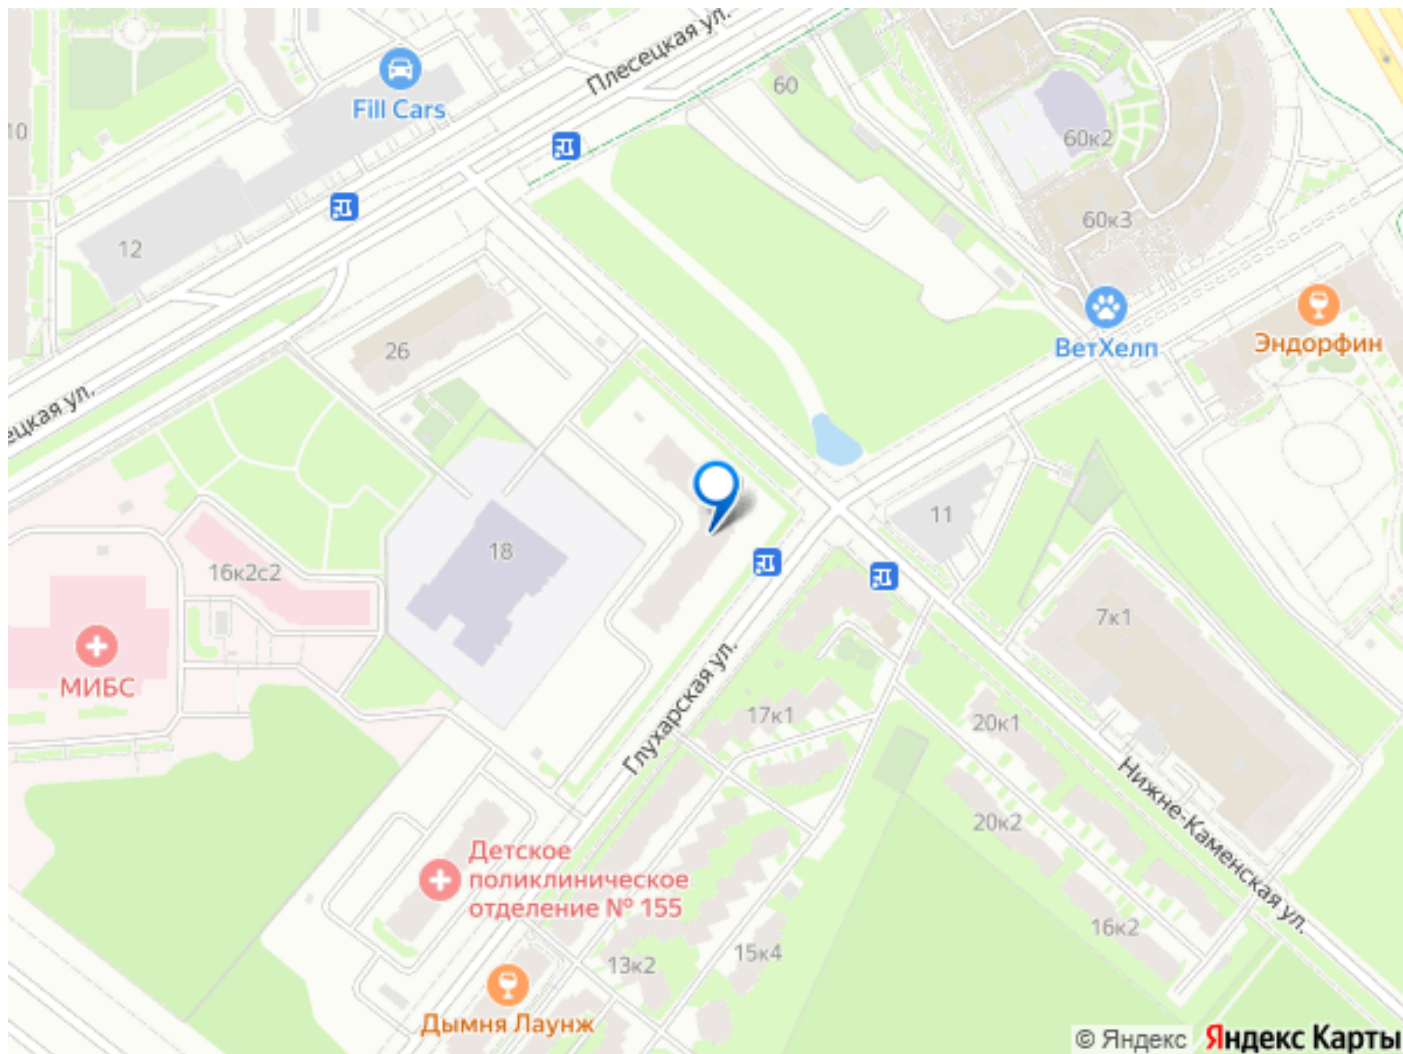 Плесецкая ул.
60
Fill Cars
10
60к2
60к3
12
26
ВетХелп
Эндорфин
ецкая ул.
11
18
16к2с2
7к1
МИБС
Глухарская ул.
17к1
20к1
Нижне-Каменская ул.
20к2
Детское
поликлиническое
отделение № 155
16к2
15к4
13к2
Дымня Лаунж
© Яндекс Яндекс Карты